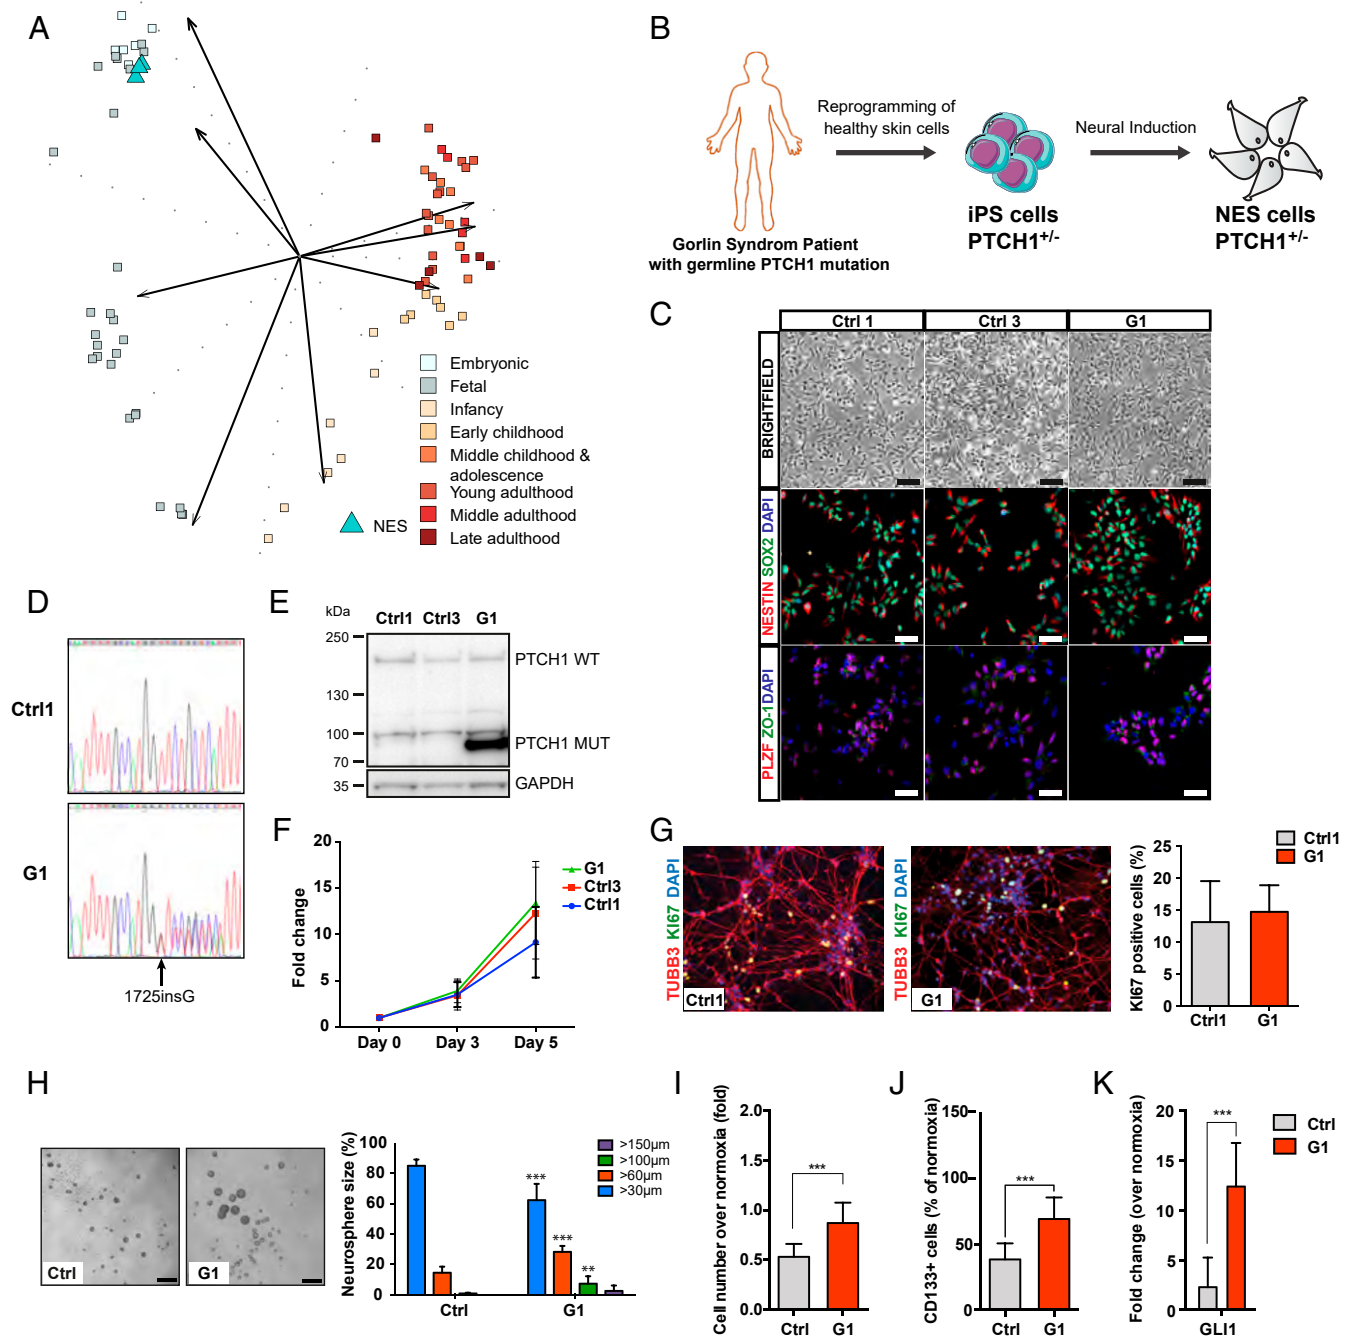 A
Embryonic
Fetal
Infancy
Early childhood
Middle childhood &
adolescence
Young adulthood
Middle adulthood
Late adulthood
NES
B
Reprogramming of
healthy skin cells
Neural Induction
Gorlin Syndrom Patient
with germline PTCH1 mutation
iPS cells
PTCH1+/-
NES cells
PTCH1+/-
C
Ctrl 1
Ctrl 3
G1
BRIGHTFIELD
NESTIN SOX2 DAPI
PLZF ZO-1 DAPI
D
Ctrl1
G1
1725insG
E
kDa
Ctrl1 Ctrl3 G1
250
130
100
70
35
PTCH1 WT
PTCH1 MUT
GAPDH
F
Fold change
20
15
10
5
0
Day 0 Day 3 Day 5
G1
Ctrl3
Ctrl1
G
TUBB3 KI67 DAPI
Ctrl1
TUBB3 KI67 DAPI
G1
KI67 positive cells (%)
25
20
15
10
5
0
Ctrl1 G1
Ctrl1
G1
H
Ctrl
G1
Neurosphere size (%)
100
80
60
40
20
0
***
***
**
Ctrl G1
>150µm
>100µm
>60µm
>30µm
I
Cell number over normoxia (fold)
2.0
1.5
1.0
0.5
0.0
***
Ctrl G1
J
CD133+ cells (% of normoxia)
150
100
50
0
***
Ctrl G1
K
Fold change (over normoxia)
20
15
10
5
0
***
GLI1
Ctrl
G1